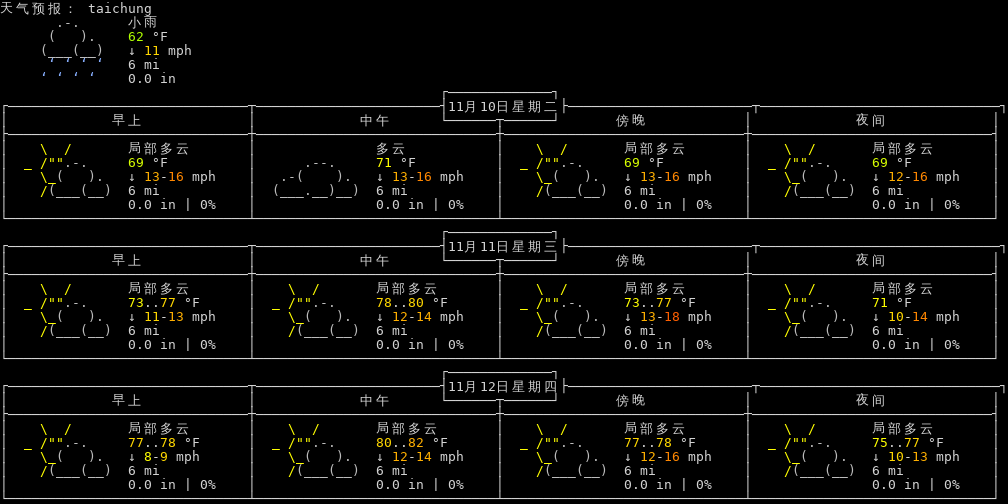 天气预报： taichung
小雨
62 °F
↓ 11 mph
6 mi
0.0 in
11月10日星期二
早上 中午 傍晚 夜间
局部多云 多云 局部多云 局部多云
69 °F 71 °F 69 °F 69 °F
↓ 13-16 mph ↓ 13-16 mph ↓ 13-16 mph ↓ 12-16 mph
6 mi 6 mi 6 mi 6 mi
0.0 in | 0% 0.0 in | 0% 0.0 in | 0% 0.0 in | 0%
11月11日星期三
早上 中午 傍晚 夜间
局部多云 局部多云 局部多云 局部多云
73..77 °F 78..80 °F 73..77 °F 71 °F
↓ 11-13 mph ↓ 12-14 mph ↓ 13-18 mph ↓ 10-14 mph
6 mi 6 mi 6 mi 6 mi
0.0 in | 0% 0.0 in | 0% 0.0 in | 0% 0.0 in | 0%
11月12日星期四
早上 中午 傍晚 夜间
局部多云 局部多云 局部多云 局部多云
77..78 °F 80..82 °F 77..78 °F 75..77 °F
↓ 8-9 mph ↓ 12-14 mph ↓ 12-16 mph ↓ 10-13 mph
6 mi 6 mi 6 mi 6 mi
0.0 in | 0% 0.0 in | 0% 0.0 in | 0% 0.0 in | 0%